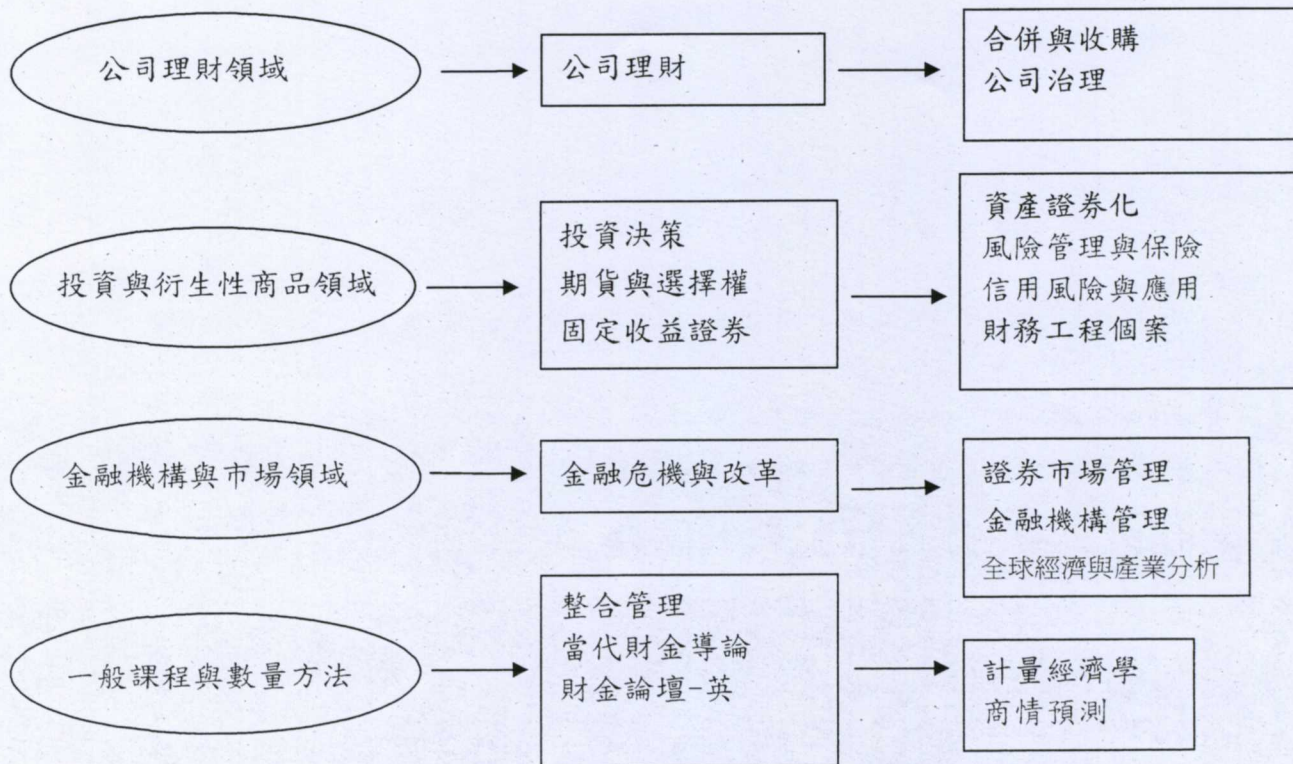 公司理財領域
公司理財
合併與收購
公司治理
投資與衍生性商品領域
投資決策
期貨與選擇權
固定收益證券
資產證券化
風險管理與保險
信用風險與應用
財務工程個案
金融機構與市場領域
金融危機與改革
證券市場管理
金融機構管理
全球經濟與產業分析
一般課程與數量方法
整合管理
當代財金導論
財金論壇-英
計量經濟學
商情預測